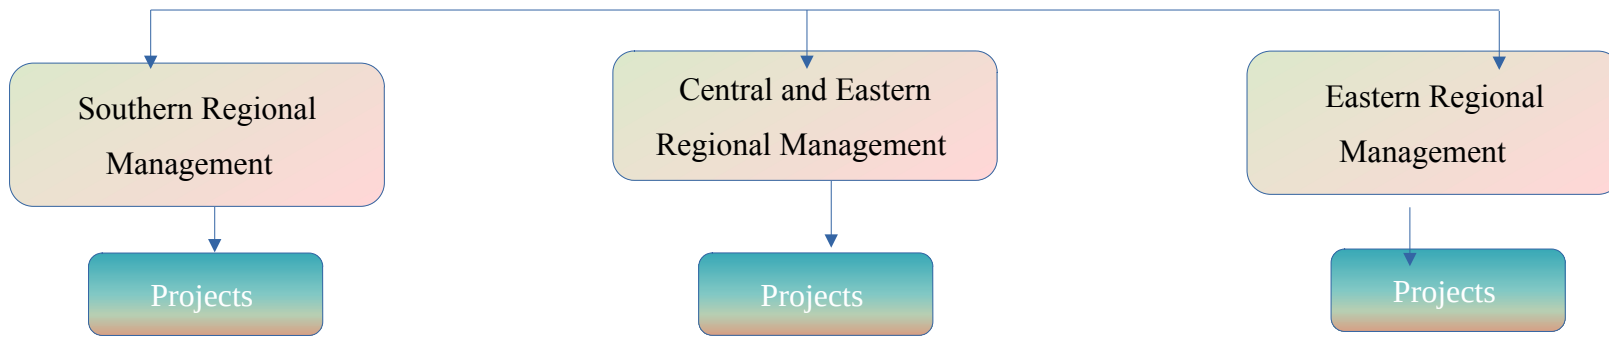 Southern Regional
Management
Central and Eastern
Regional Management
Eastern Regional
Management
Projects
Projects
Projects